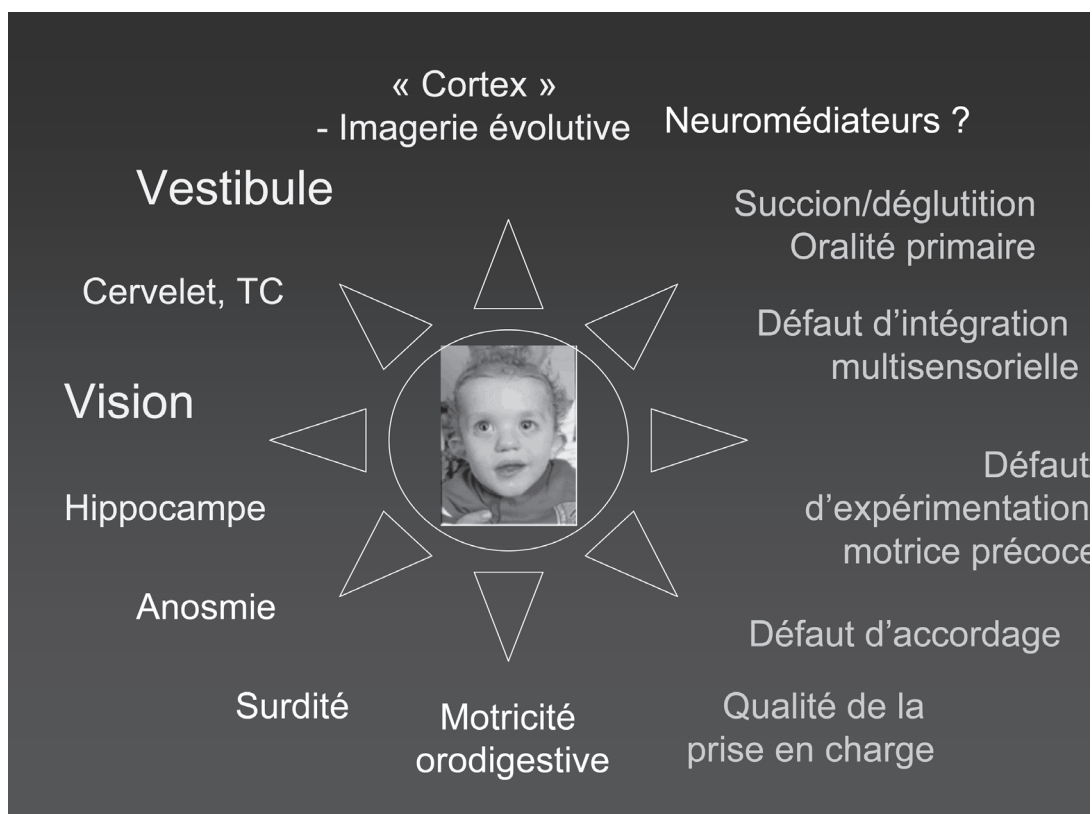 « Cortex »
- Imagerie évolutive
Neuromédiateurs ?
Vestibule
Succion/déglutition
Oralité primaire
Cervelet, TC
Défaut d’intégration
multisensorielle
Vision
Défaut
d’expérimentation
motrice précoce
Hippocampe
Anosmie
Défaut d’accordage
Surdité
Motricité
orodigestive
Qualité de la
prise en charge